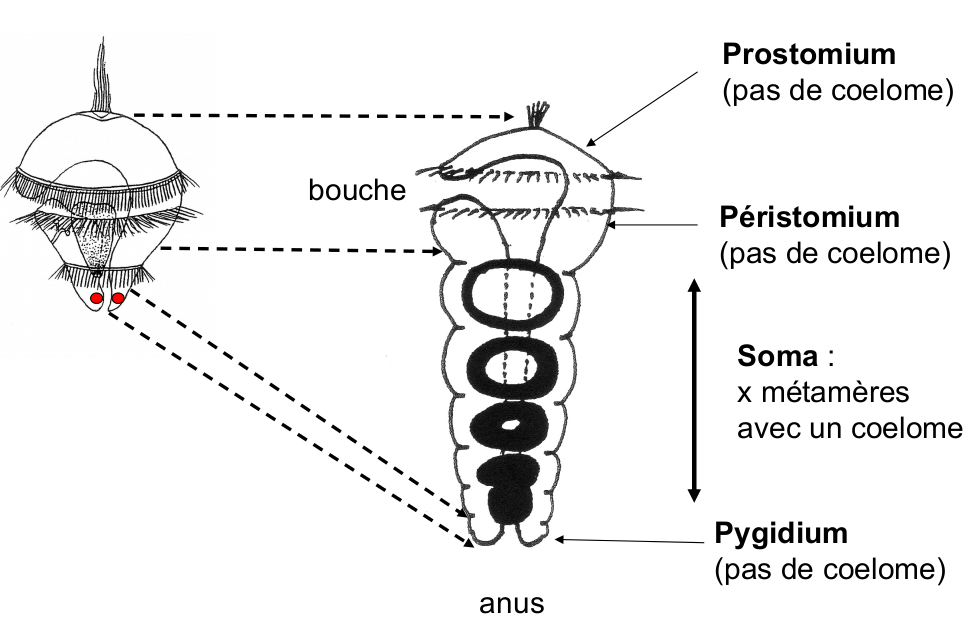 Prostomium
(pas de coelome)
bouche
Péristomium
(pas de coelome)
Soma :
x métamères
avec un coelome
Pygidium
(pas de coelome)
anus